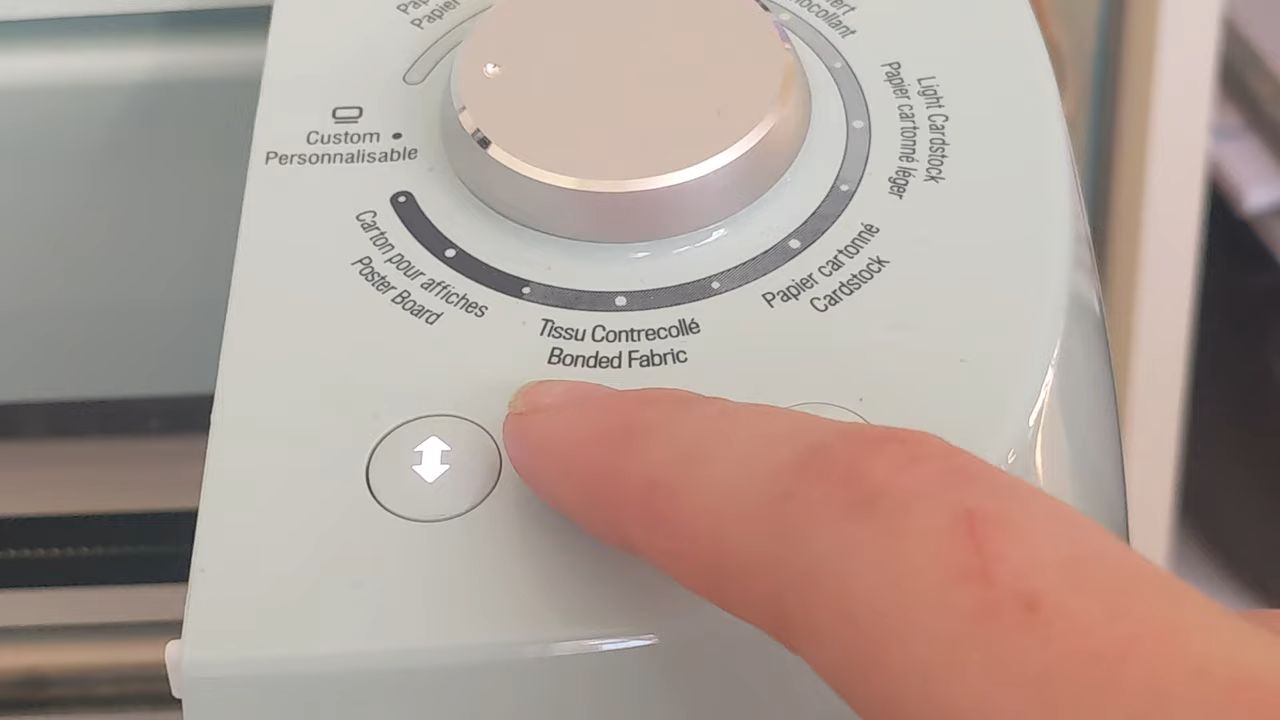 Papier
Custom
Personnalisable
Light Cardstock
Papier cartonné léger
Papier cartonné
Cardstock
Tissu Contrecollé
Bonded Fabric
Carton pour affiches
Poster Board